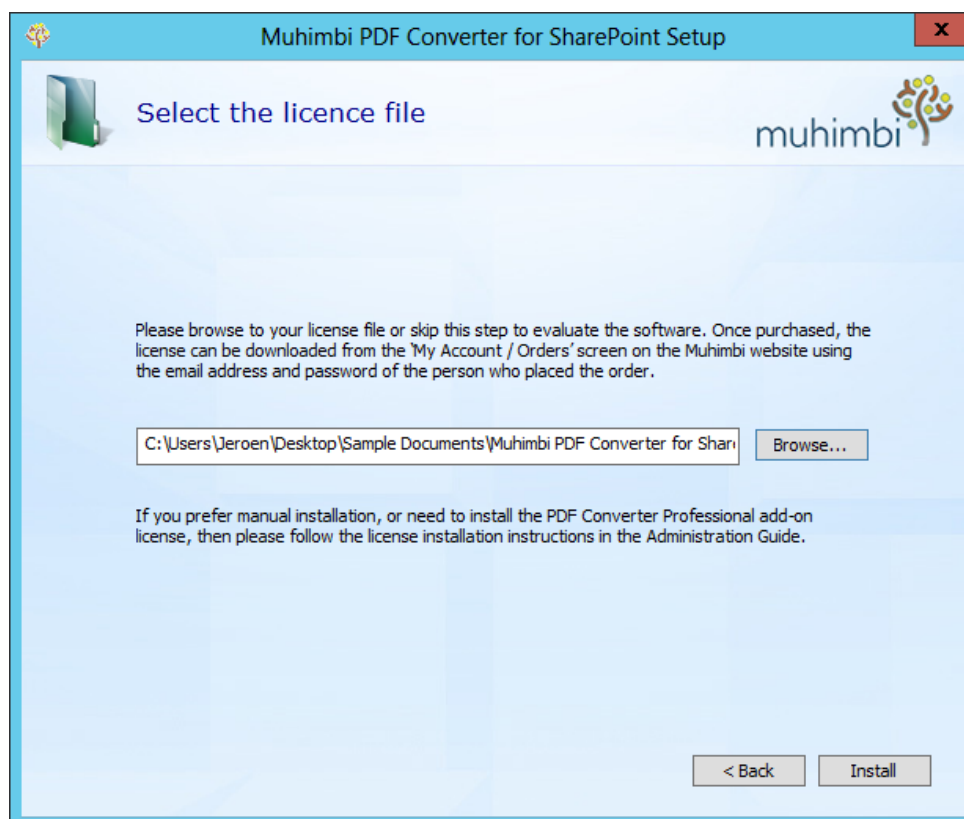 Muhimbi PDF Converter for SharePoint Setup
x
Select the licence file
muhimbi
Please browse to your license file or skip this step to evaluate the software. Once purchased, the
license can be downloaded from the 'My Account / Orders' screen on the Muhimbi website using
the email address and password of the person who placed the order.
C:\Users\Jeroen\Desktop\Sample Documents\Muhimbi PDF Converter for Shar
Browse...
If you prefer manual installation, or need to install the PDF Converter Professional add-on
license, then please follow the license installation instructions in the Administration Guide.
< Back
Install